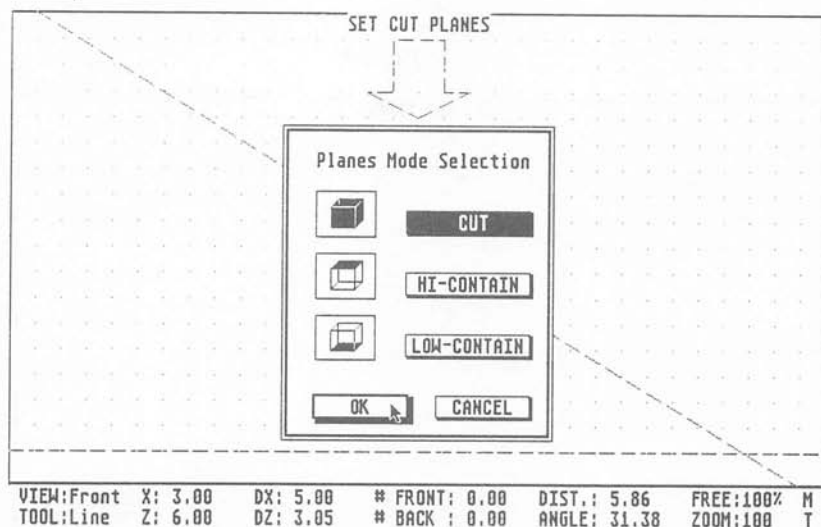 SET CUT PLANES
Planes Mode Selection
CUT
HI-CONTAIN
LOW-CONTAIN
OK CANCEL
VIEW:Front X: 3.00 DX: 5.00 # FRONT: 0.00 DIST.: 5.86 FREE:100% M
TOOL:Line Z: 6.00 DZ: 3.05 # BACK : 0.00 ANGLE: 31.38 ZOOM:100 T